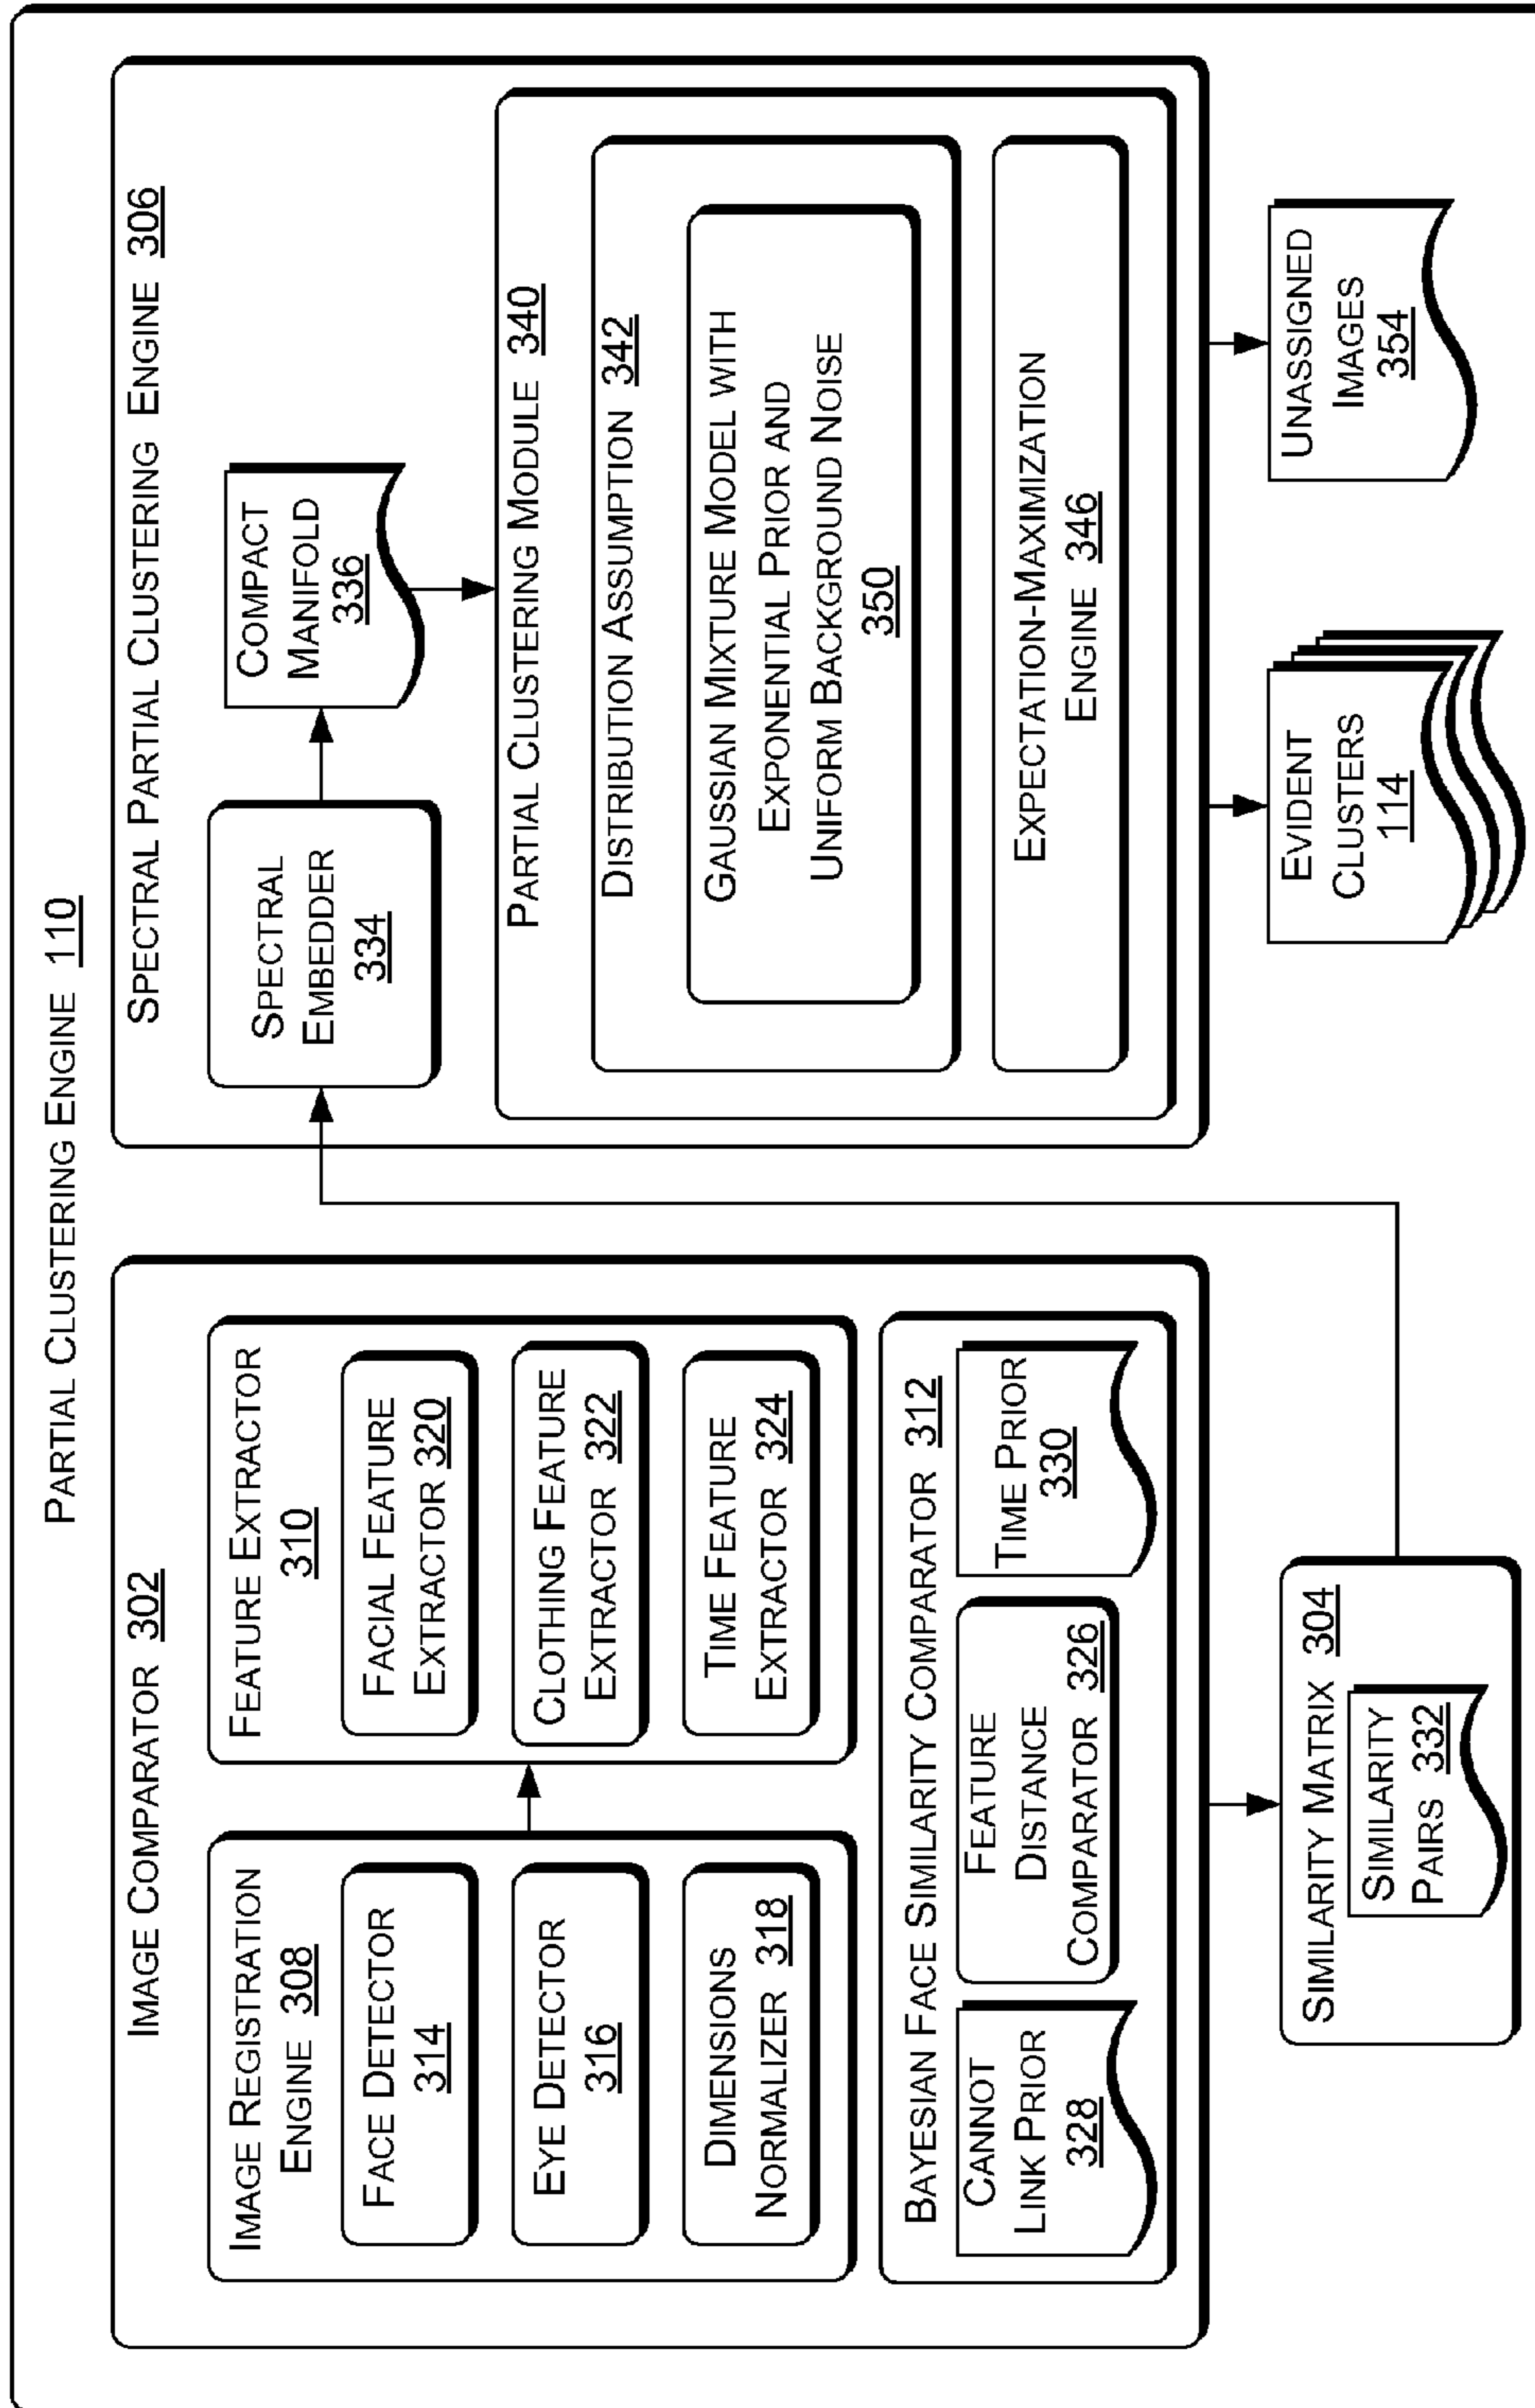 PARTIAL CLUSTERING ENGINE 110
IMAGE COMPARATOR 302
IMAGE REGISTRATION
ENGINE 308
FACE DETECTOR
314
EYE DETECTOR
316
DIMENSIONS
NORMALIZER 318
FEATURE EXTRACTOR
310
FACIAL FEATURE
EXTRACTOR 320
CLOTHING FEATURE
EXTRACTOR 322
TIME FEATURE
EXTRACTOR 324
BAYESIAN FACE SIMILARITY COMPARATOR 312
CANNOT
LINK PRIOR
328
FEATURE
DISTANCE
COMPARATOR 326
TIME PRIOR
330
SIMILARITY MATRIX 304
SIMILARITY
PAIRS 332
SPECTRAL PARTIAL CLUSTERING ENGINE 306
SPECTRAL
EMBEDDER
334
COMPACT
MANIFOLD
336
PARTIAL CLUSTERING MODULE 340
DISTRIBUTION ASSUMPTION 342
GAUSSIAN MIXTURE MODEL WITH
EXPONENTIAL PRIOR AND
UNIFORM BACKGROUND NOISE
350
EXPECTATION-MAXIMIZATION
ENGINE 346
EVIDENT
CLUSTERS
114
UNASSIGNED
IMAGES
354